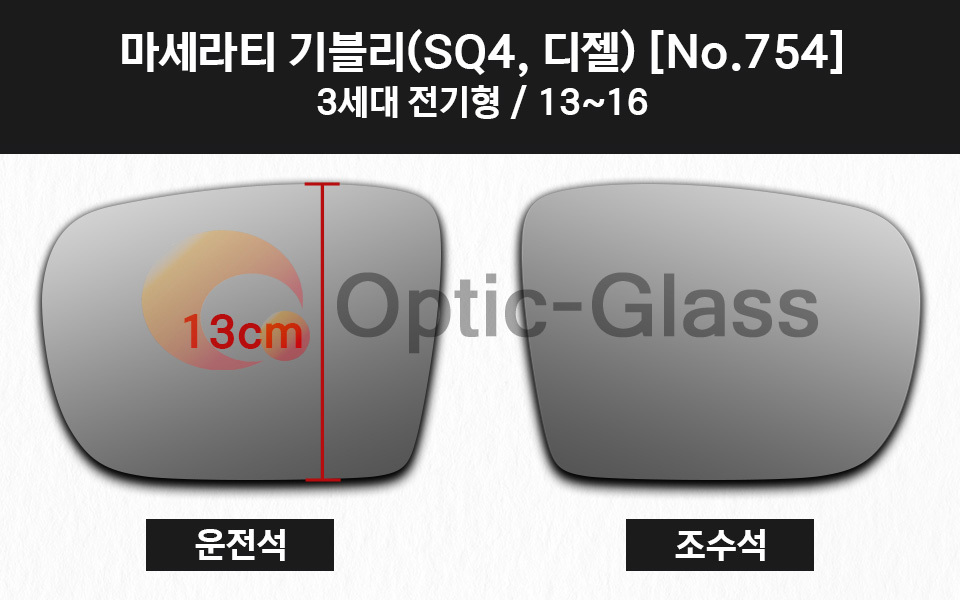 마세라티 기블리(SQ4, 디젤) [No.754]
3세대 전기형 / 13~16
Optic-Glass
13cm
운전석
조수석